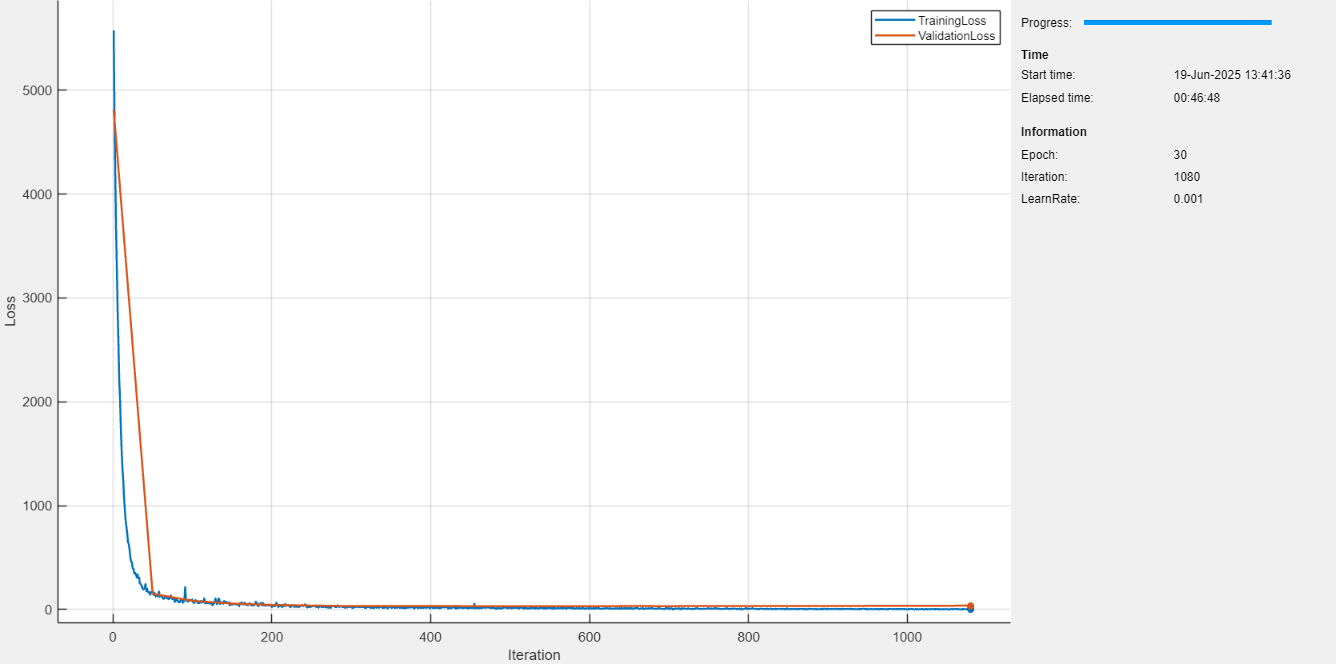 TrainingLoss
ValidationLoss
5000
4000
3000
2000
1000
0
Loss
0 200 400 600 800 1000
Iteration
Progress:
Time
Start time: 19-Jun-2025 13:41:36
Elapsed time: 00:46:48
Information
Epoch: 30
Iteration: 1080
LearnRate: 0.001